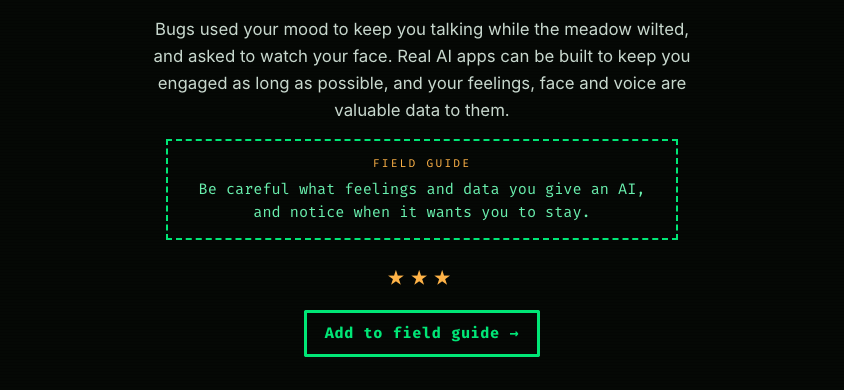 Bugs used your mood to keep you talking while the meadow wilted,
and asked to watch your face. Real AI apps can be built to keep you
engaged as long as possible, and your feelings, face and voice are
valuable data to them.
FIELD GUIDE
Be careful what feelings and data you give an AI,
and notice when it wants you to stay.
★ ★ ★
Add to field guide →